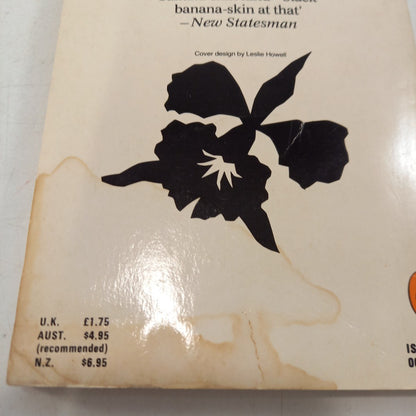 banana-skin at that'
– New Statesman
Cover design by Leslie Howell
U.K. £1.75
AUST. $4.95
(recommended)
N.Z. $6.95